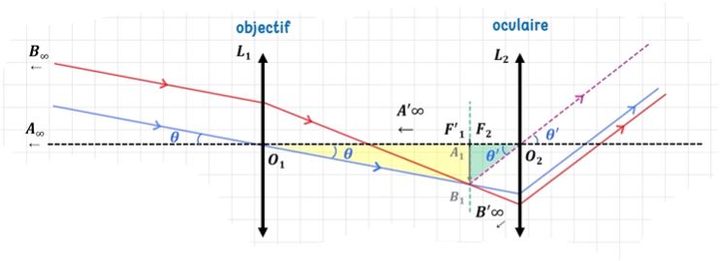 objectif
oculaire
L₁
L₂
B∞
←
A'∞
←
A∞
←
θ
O₁
θ
F'₁
F₂
A₁
θ'
O₂
θ'
B₁
B'∞
←